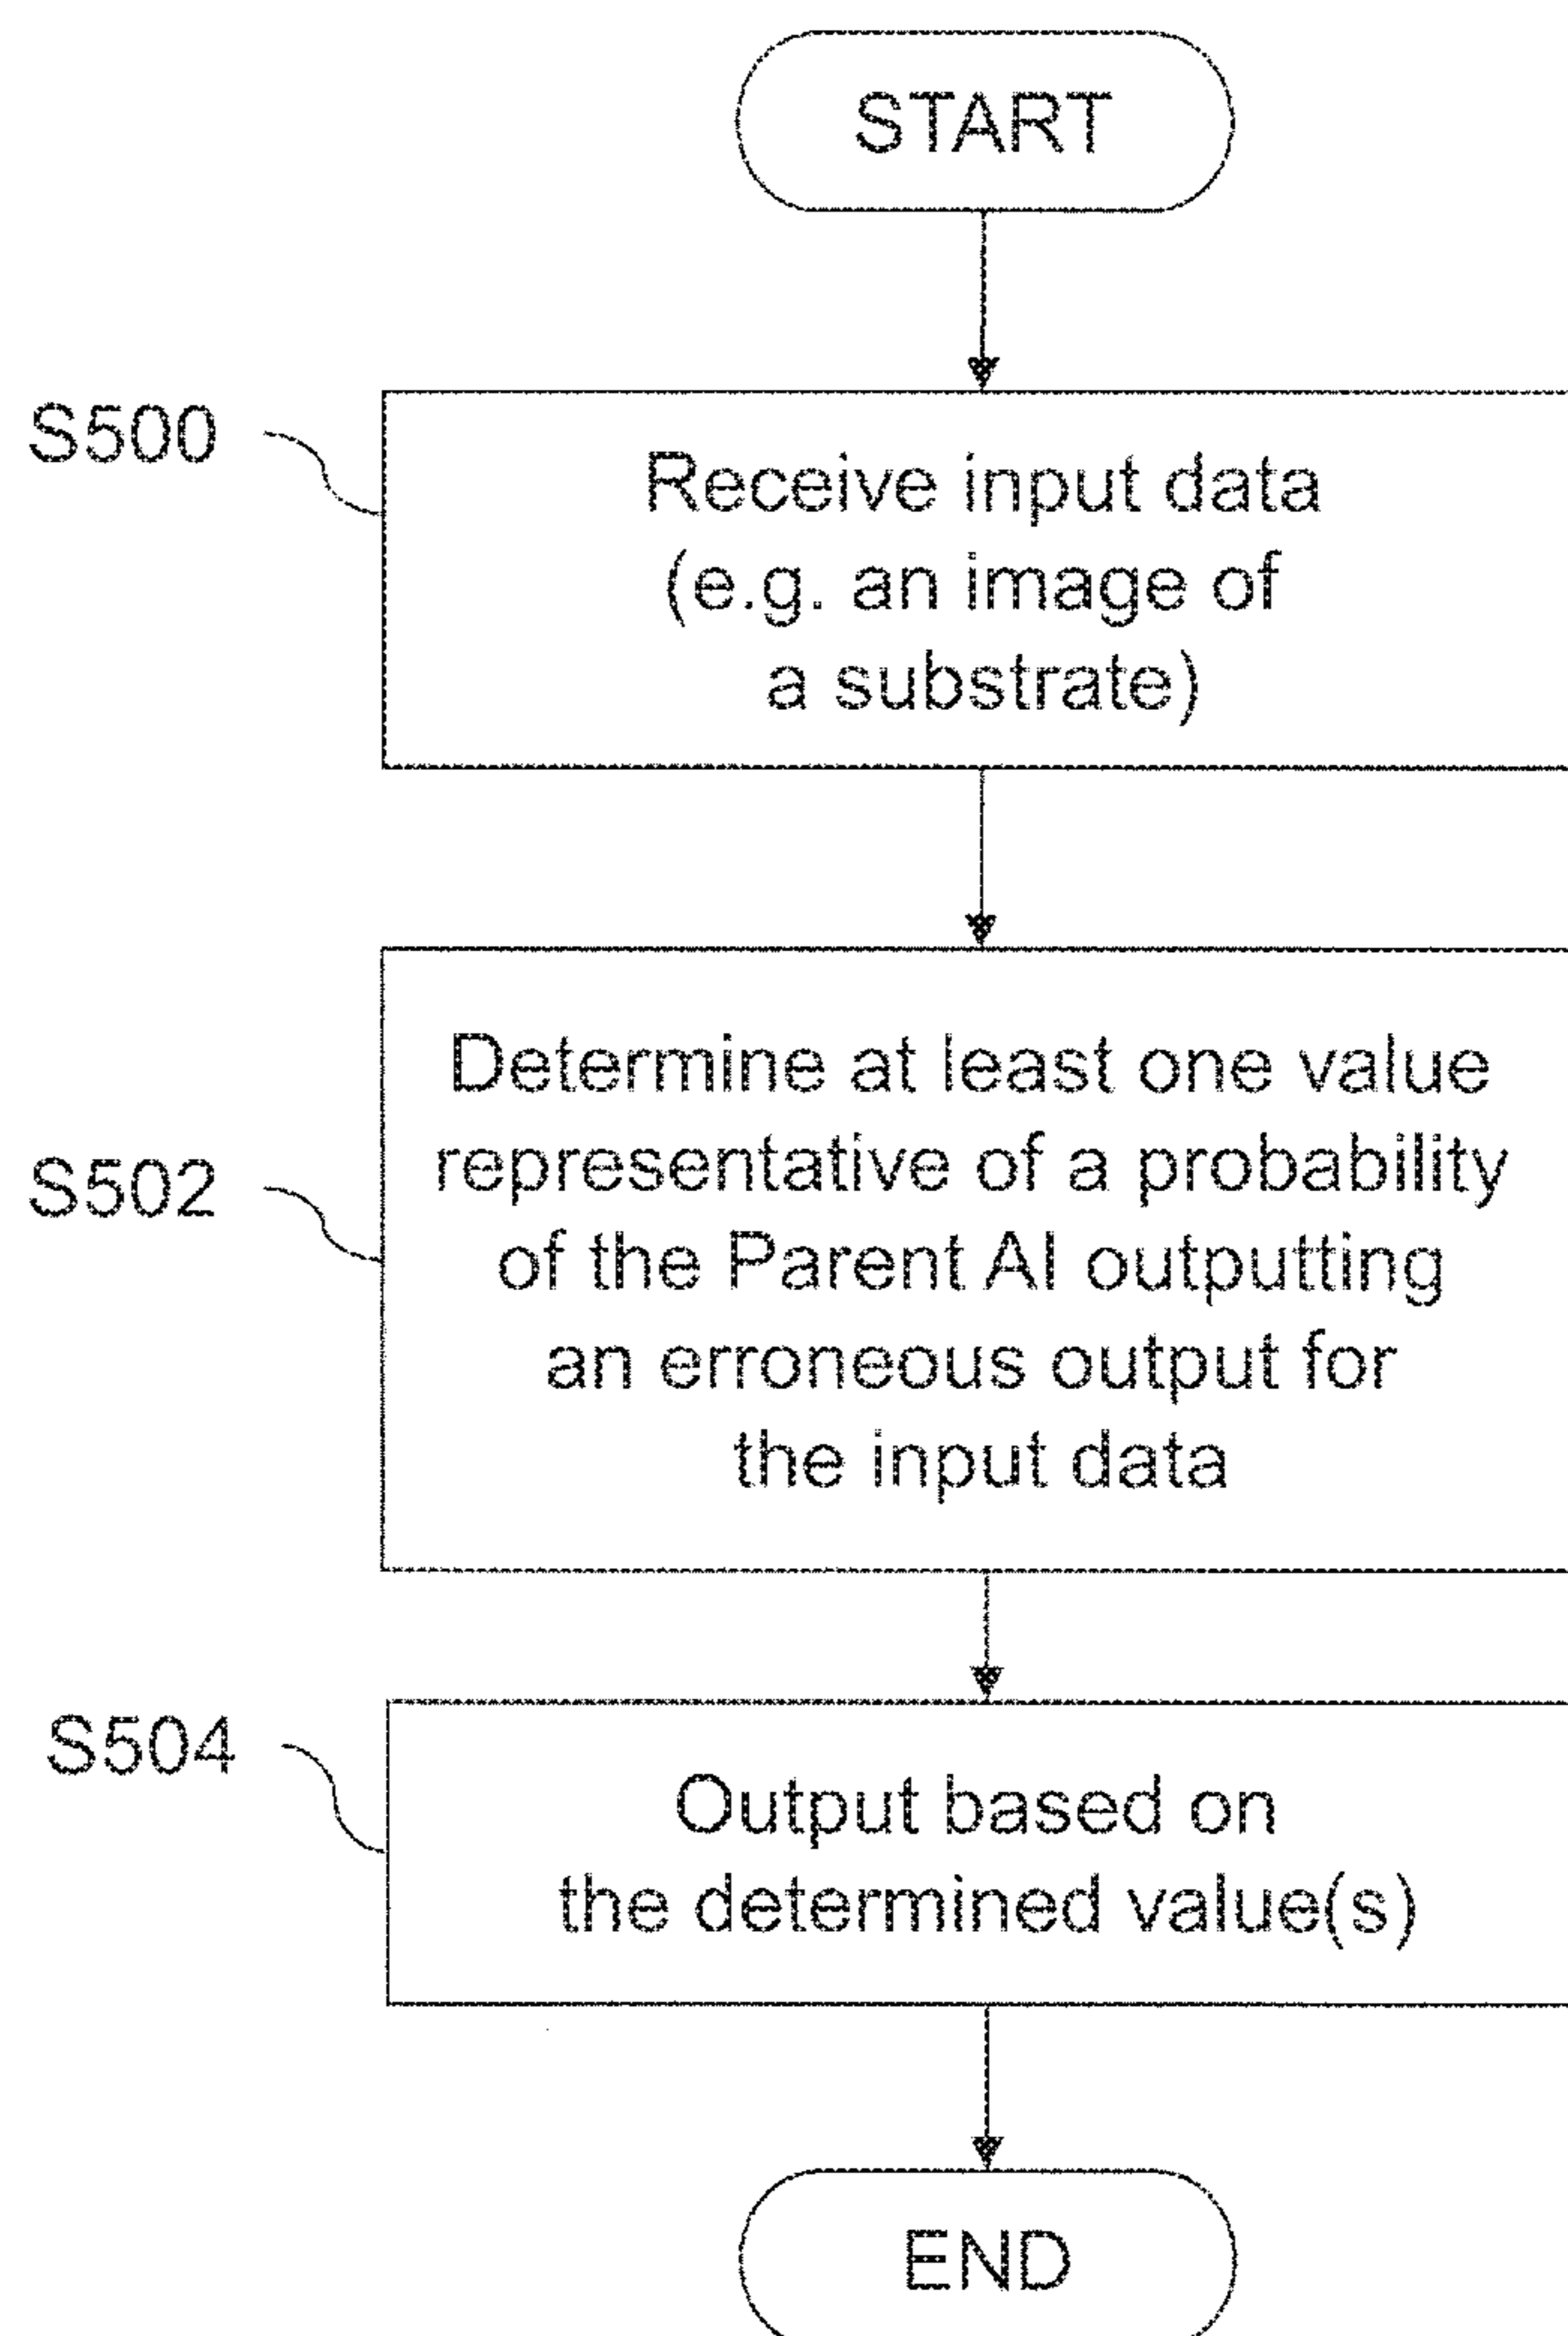 START
S500
Receive input data
(e.g. an image of
a substrate)
S502
Determine at least one value
representative of a probability
of the Parent AI outputting
an erroneous output for
the input data
S504
Output based on
the determined value(s)
END